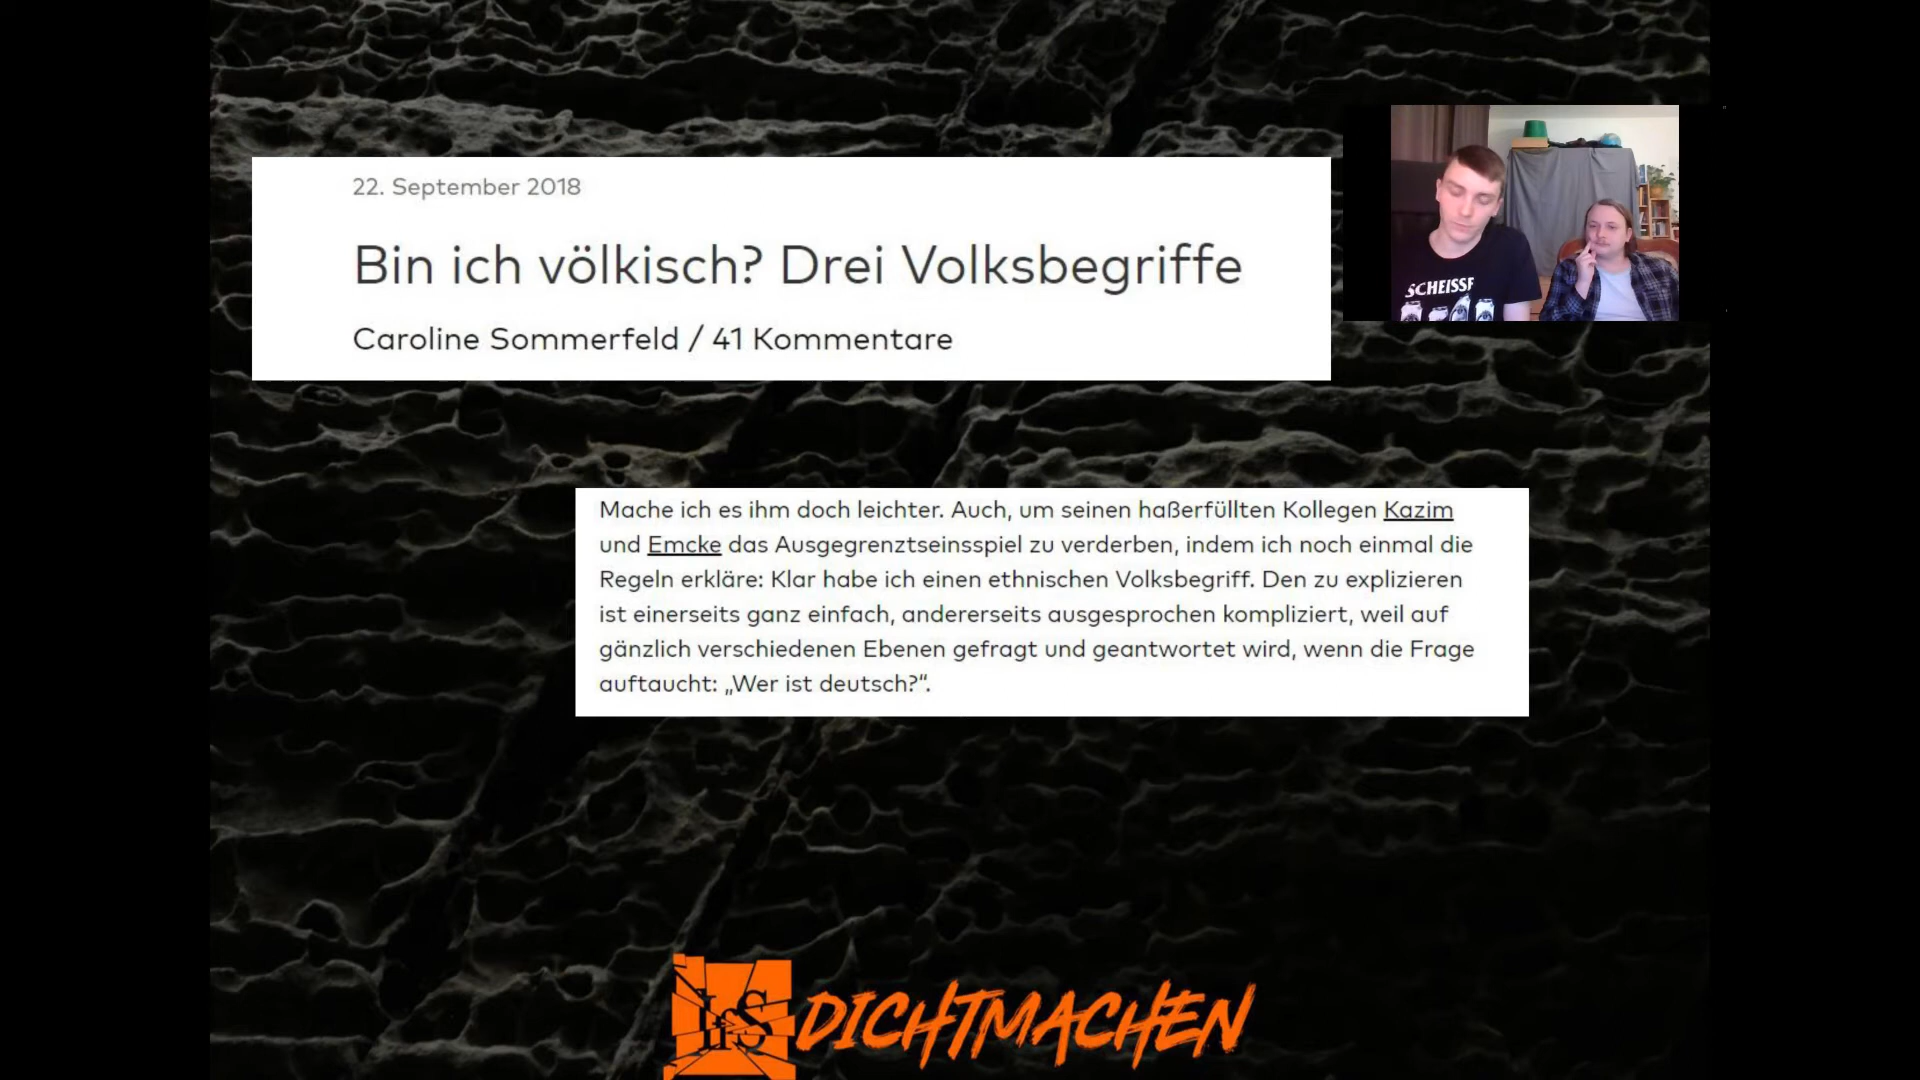 22. September 2018
Bin ich völkisch? Drei Volksbegriffe
Caroline Sommerfeld / 41 Kommentare
SCHEISSE
Mache ich es ihm doch leichter. Auch, um seinen haßerfüllten Kollegen Kazim
und Emcke das Ausgegrenztseinsspiel zu verderben, indem ich noch einmal die
Regeln erkläre: Klar habe ich einen ethnischen Volksbegriff. Den zu explizieren
ist einerseits ganz einfach, andererseits ausgesprochen kompliziert, weil auf
gänzlich verschiedenen Ebenen gefragt und geantwortet wird, wenn die Frage
auftaucht: „Wer ist deutsch?“.
IfS DICHTMACHEN